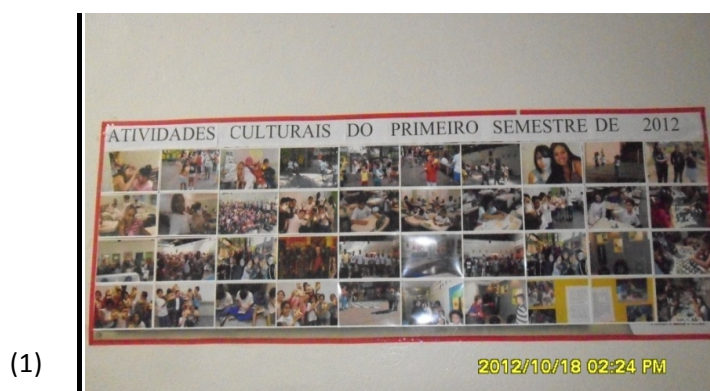 ATIVIDADES CULTURAIS DO PRIMEIRO SEMESTRE DE 2012
(1)
2012/10/18 02:24 PM